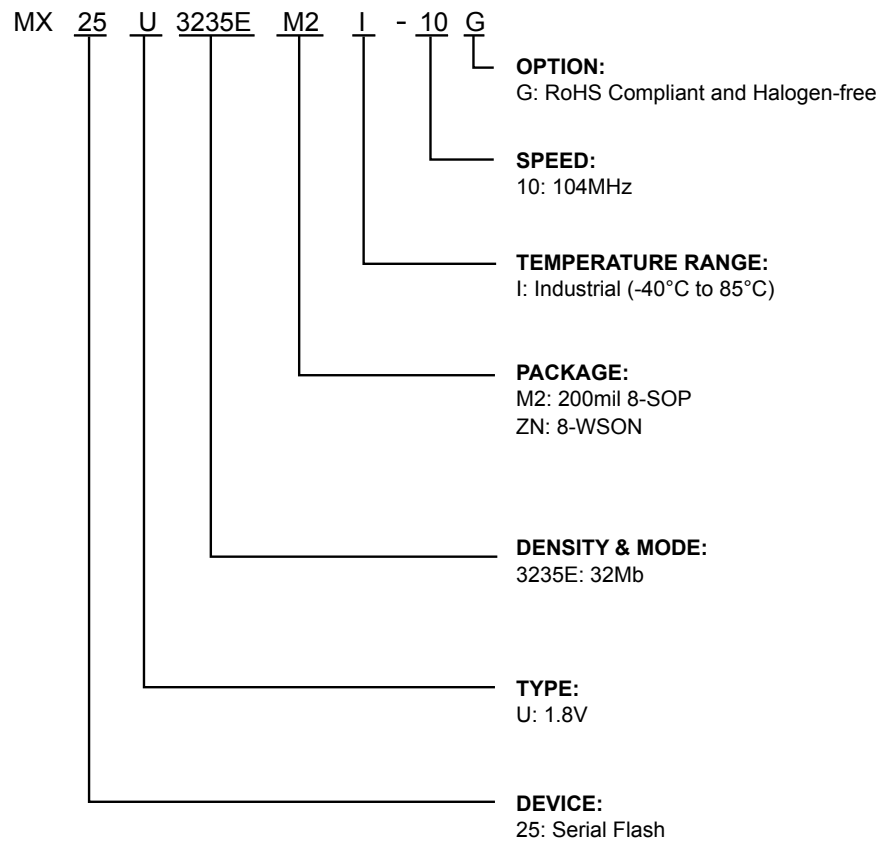 MX 25 U 3235E M2 I - 10 G
OPTION:
G: RoHS Compliant and Halogen-free
SPEED:
10: 104MHz
TEMPERATURE RANGE:
I: Industrial (-40°C to 85°C)
PACKAGE:
M2: 200mil 8-SOP
ZN: 8-WSON
DENSITY & MODE:
3235E: 32Mb
TYPE:
U: 1.8V
DEVICE:
25: Serial Flash